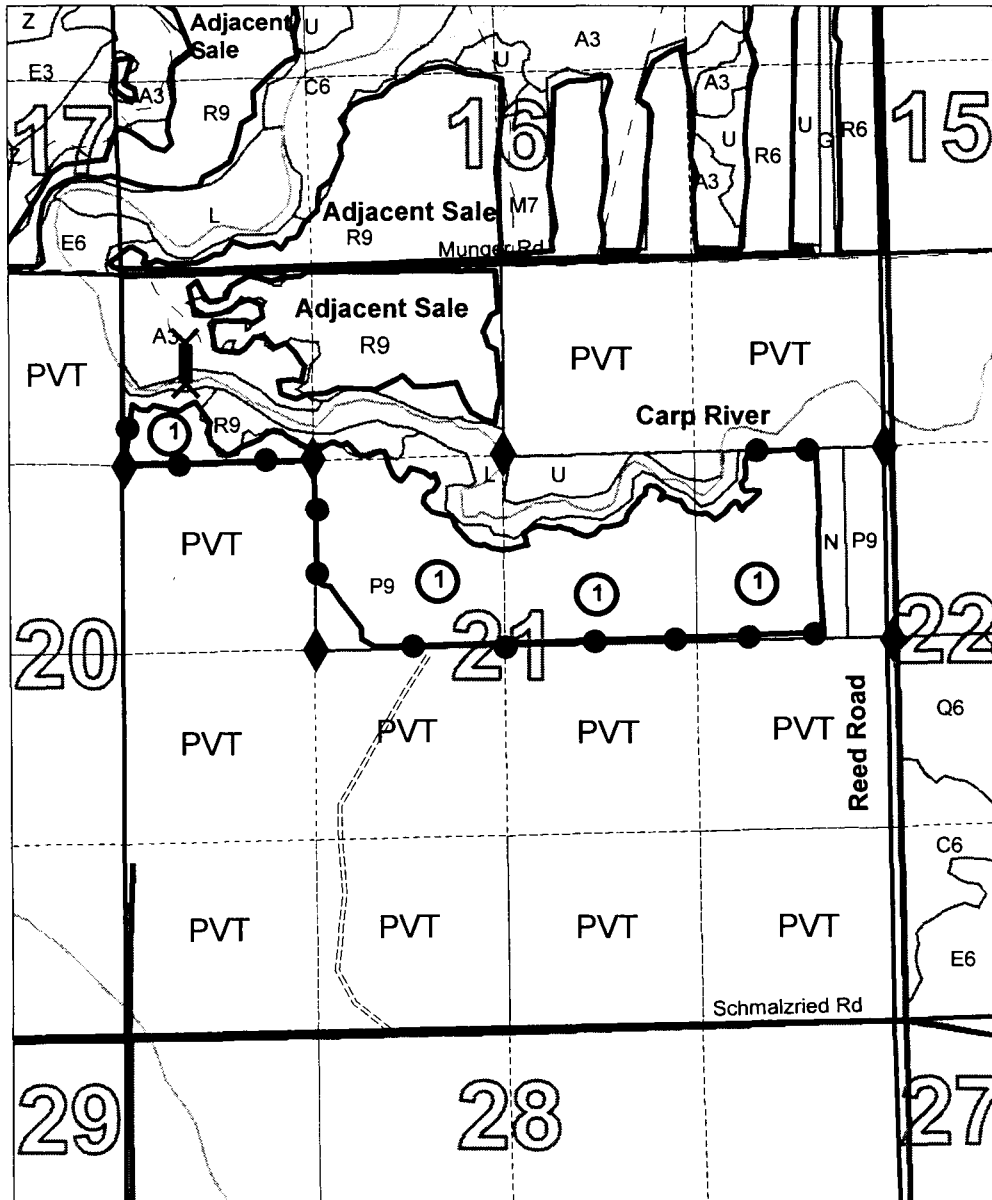 Z
Adjacent
Sale
U
A3
U
C6
E3
A3
A3
R9
17
16
U
U
G
R6
15
R6
A3
M7
L
Adjacent Sale
R9
E6
Munger Rd
Adjacent Sale
A3
R9
PVT
PVT
PVT
Carp River
1
R9
U
PVT
N
P9
P9
1
1
1
20
21
22
Reed Road
Q6
PVT
PVT
PVT
PVT
C6
PVT
PVT
PVT
PVT
E6
Schmalzried Rd
29
28
27